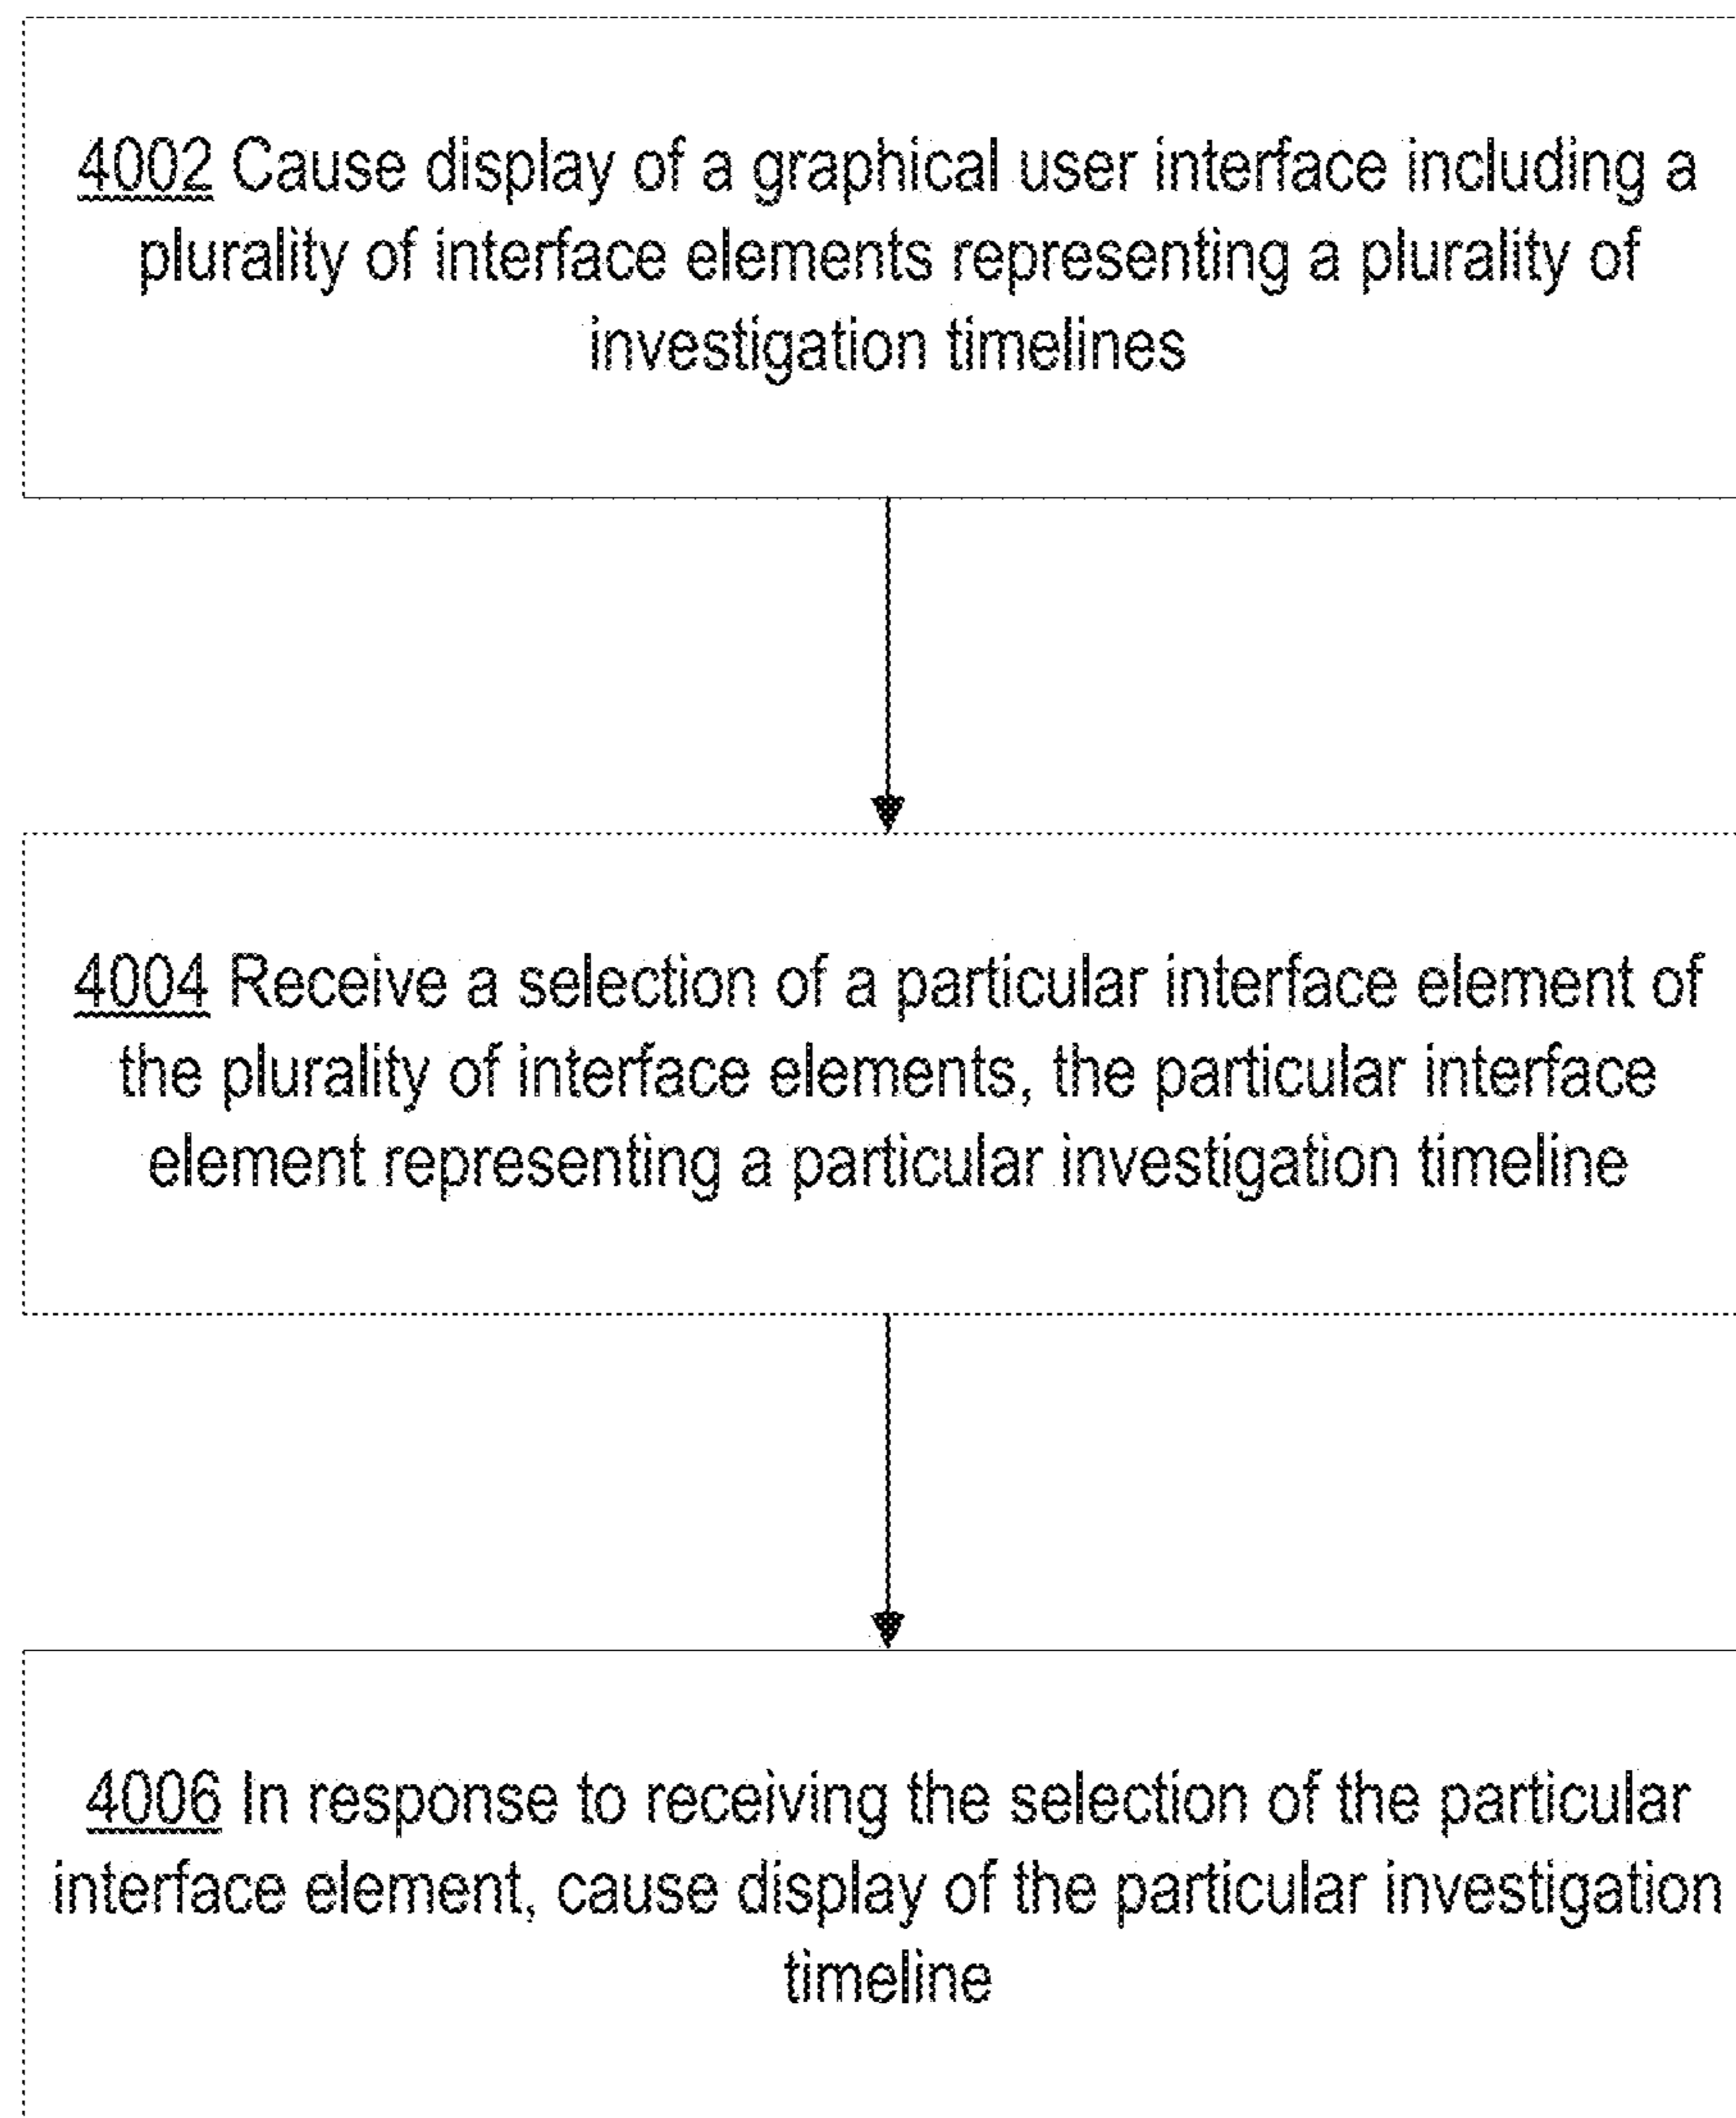 4002 Cause display of a graphical user interface including a
plurality of interface elements representing a plurality of
investigation timelines
4004 Receive a selection of a particular interface element of
the plurality of interface elements, the particular interface
element representing a particular investigation timeline
4006 In response to receiving the selection of the particular
interface element, cause display of the particular investigation
timeline